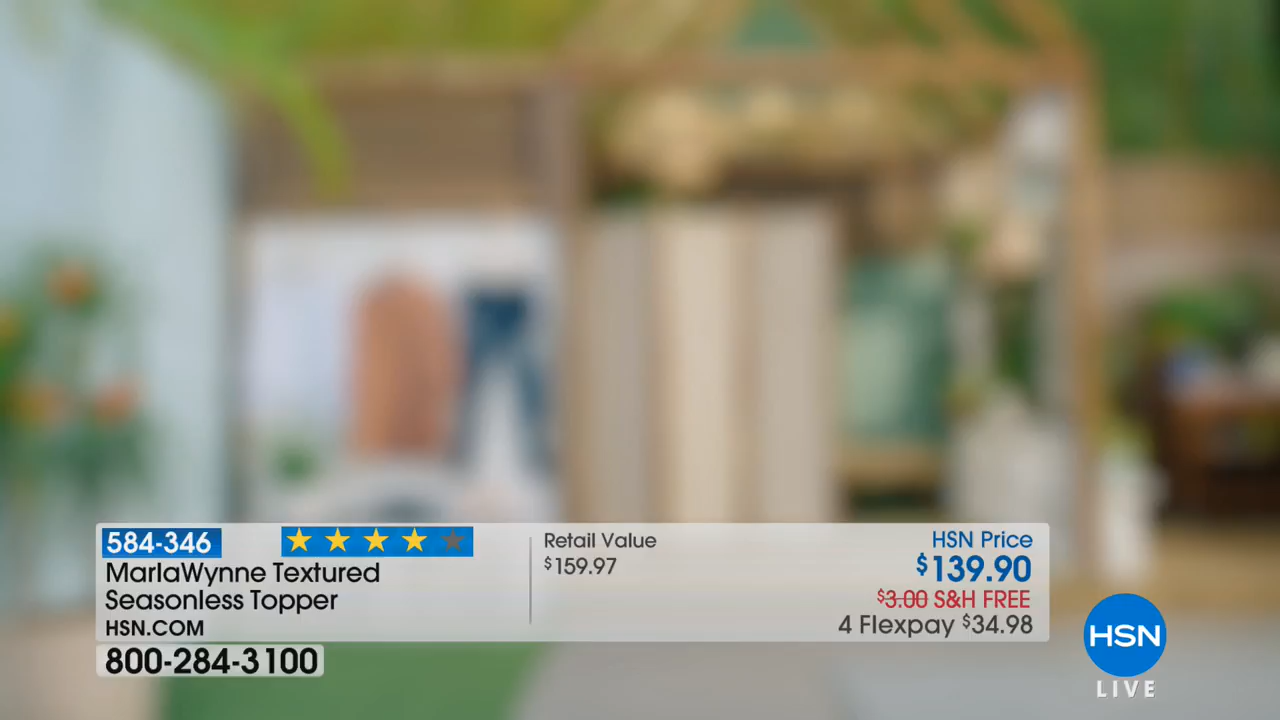 584-346
MarlaWynne Textured
Seasonless Topper
HSN.COM
800-284-3100
Retail Value
$159.97
HSN Price
$139.90
$3.00 S&H FREE
4 Flexpay $34.98
HSN
LIVE